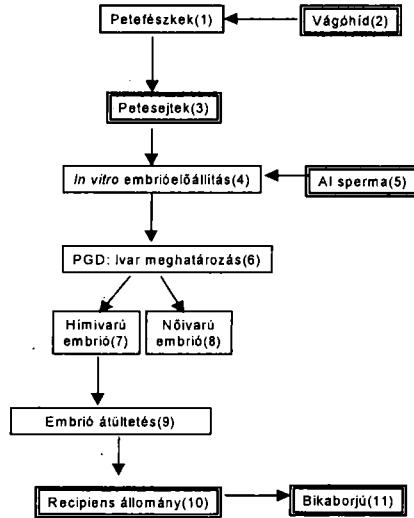 Petefészkek(1)
Vágóhíd(2)
Petesejtek(3)
In vitro embrióelőállítás(4)
AI sperma(5)
PGD: Ivar meghatározás(6)
Hímivarú
embrió(7)
Nőivarú
embrió(8)
Embrió átültetés(9)
Recipiens állomány(10)
Bikaborjú(11)